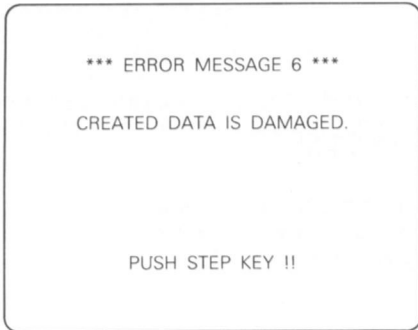 *** ERROR MESSAGE 6 ***
CREATED DATA IS DAMAGED.
PUSH STEP KEY !!